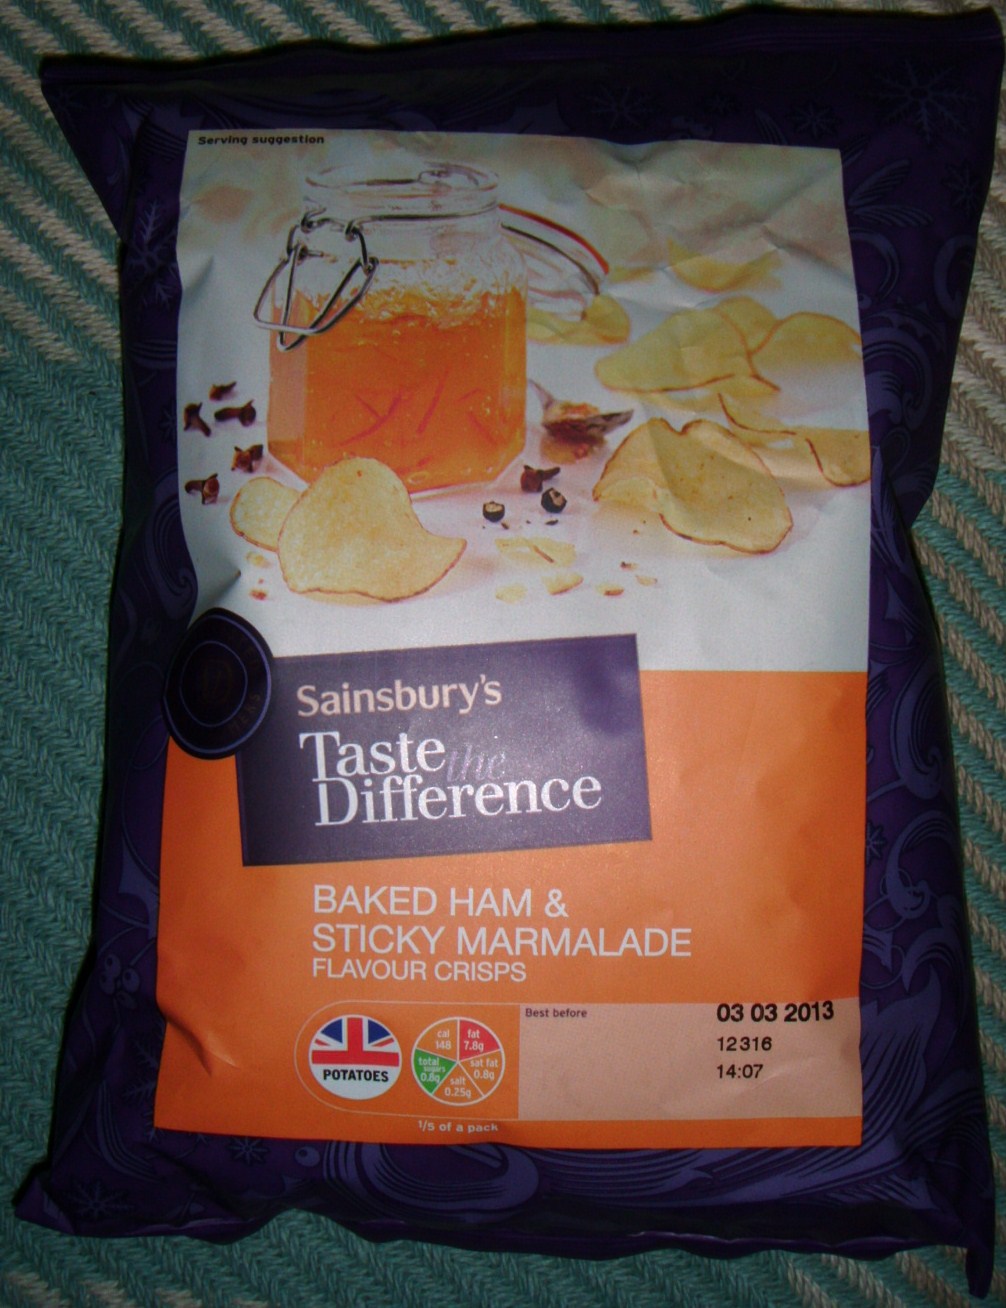 Serving suggestion
Sainsbury's
Taste the
Difference
BAKED HAM &
STICKY MARMALADE
FLAVOUR CRISPS
POTATOES
cal
148
fat
7.8g
total
sugars
0.8g
sat fat
0.8g
salt
0.25g
1/5 of a pack
Best before
03 03 2013
12316
14:07